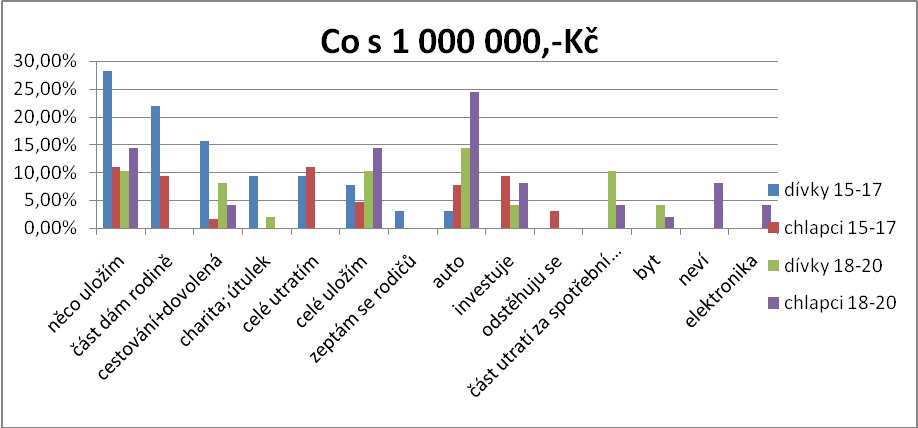 Co s 1 000 000,-Kč
30,00%
25,00%
20,00%
15,00%
10,00%
5,00%
0,00%
něco uložím
část dám rodině
cestování+dovolená
charita; útulek
celé utratím
celé uložím
zeptám se rodičů
auto
investuje
odstěhuju se
část utratí za spotřební...
byt
neví
elektronika
dívky 15-17
chlapci 15-17
dívky 18-20
chlapci 18-20